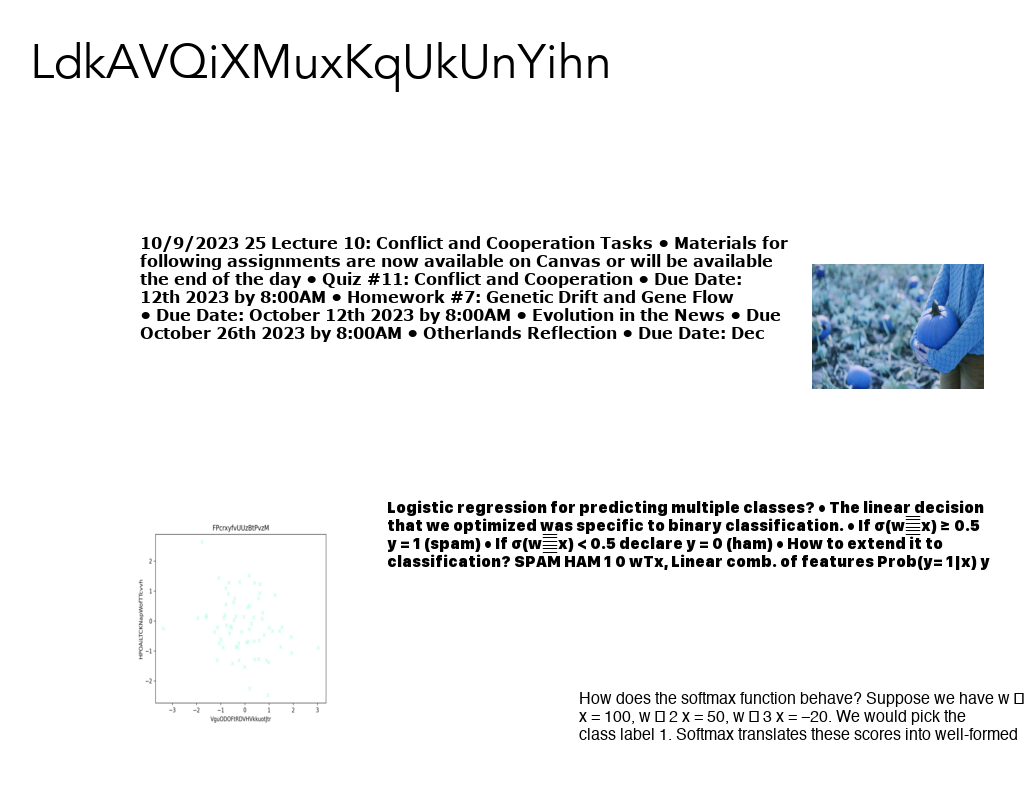 LdkAVQiXMuxKqUkUnYihn
10/9/2023 25 Lecture 10: Conflict and Cooperation Tasks • Materials for
following assignments are now available on Canvas or will be available
the end of the day • Quiz #11: Conflict and Cooperation • Due Date:
12th 2023 by 8:00AM • Homework #7: Genetic Drift and Gene Flow
• Due Date: October 12th 2023 by 8:00AM • Evolution in the News • Due
October 26th 2023 by 8:00AM • Otherlands Reflection • Due Date: Dec
Logistic regression for predicting multiple classes? • The linear decision
that we optimized was specific to binary classification. • If σ(w x) ≥ 0.5
y = 1 (spam) • If σ(w x) < 0.5 declare y = 0 (ham) • How to extend it to
classification? SPAM HAM 1 0 wTx, Linear comb. of features Prob(y= 1|x) y
FPcrxyfvUUzBtPvzM
2
1
0
−1
−2
−3 −2 −1 0 1 2 3
How does the softmax function behave? Suppose we have w
x = 100, w 2 x = 50, w 3 x = –20. We would pick the
class label 1. Softmax translates these scores into well-formed